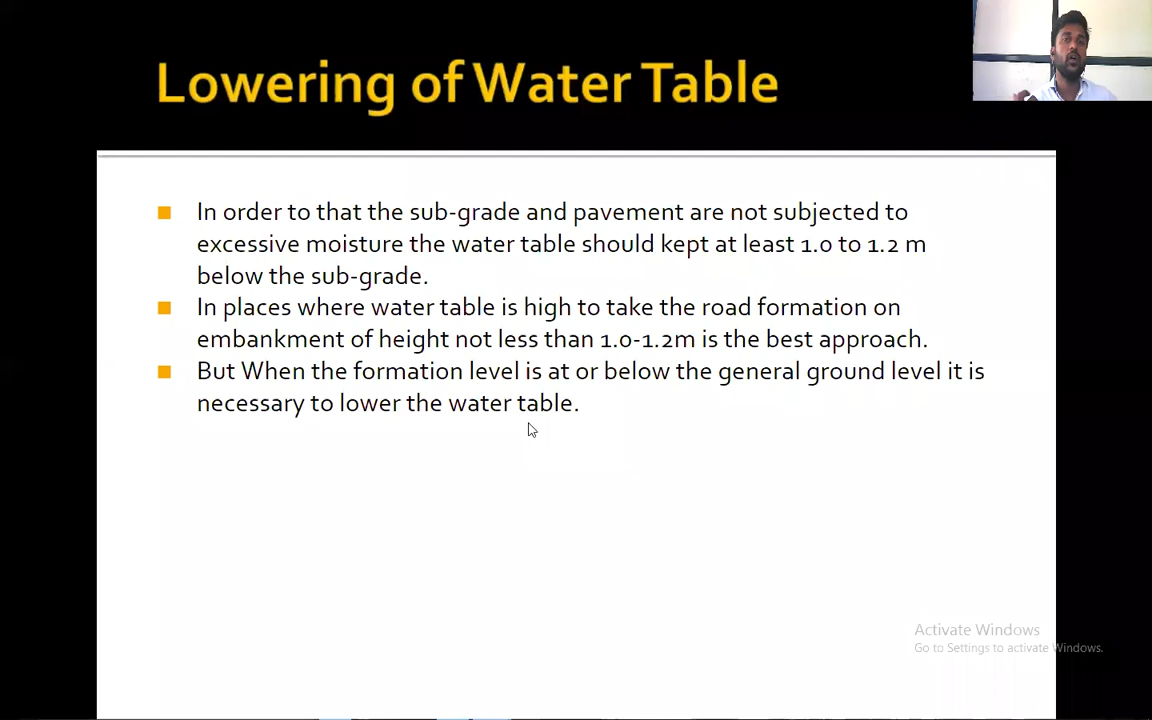 Lowering of Water Table
In order to that the sub-grade and pavement are not subjected to
excessive moisture the water table should kept at least 1.0 to 1.2 m
below the sub-grade.
In places where water table is high to take the road formation on
embankment of height not less than 1.0-1.2m is the best approach.
But When the formation level is at or below the general ground level it is
necessary to lower the water table.
Activate Windows
Go to Settings to activate Windows.